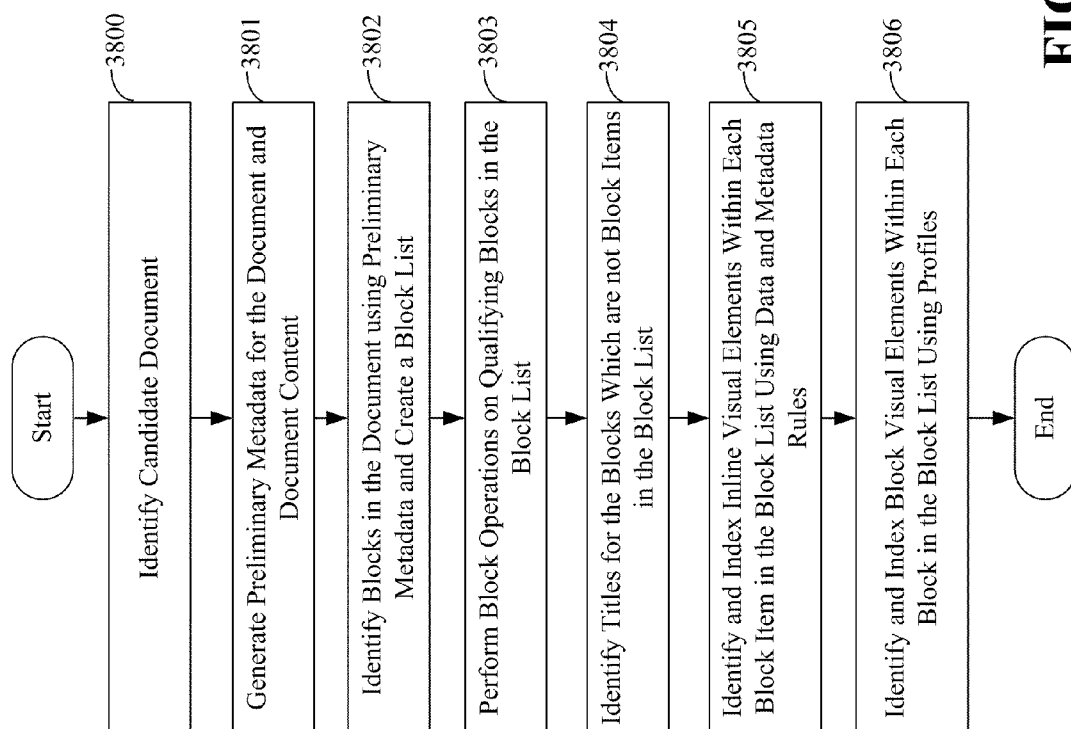 Start
Identify Candidate Document
3800
Generate Preliminary Metadata for the Document and
Document Content
3801
Identify Blocks in the Document using Preliminary
Metadata and Create a Block List
3802
Perform Block Operations on Qualifying Blocks in the
Block List
3803
Identify Titles for the Blocks Which are not Block Items
in the Block List
3804
Identify and Index Inline Visual Elements Within Each
Block Item in the Block List Using Data and Metadata
Rules
3805
Identify and Index Block Visual Elements Within Each
Block in the Block List Using Profiles
3806
End